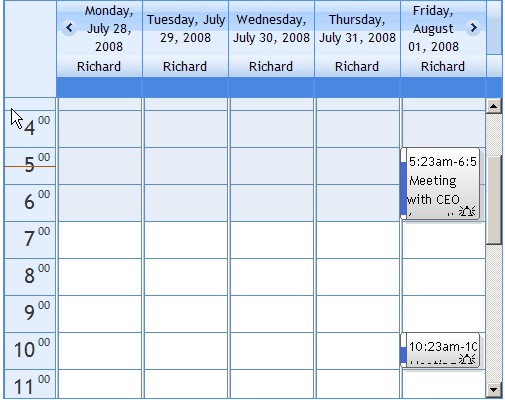 Monday, July 28, 2008
Tuesday, July 29, 2008
Wednesday, July 30, 2008
Thursday, July 31, 2008
Friday, August 01, 2008
Richard
Richard
Richard
Richard
Richard
4 00
5 00
6 00
7 00
8 00
9 00
10 00
11 00
5:23am-6:5
Meeting
with CEO
10:23am-10